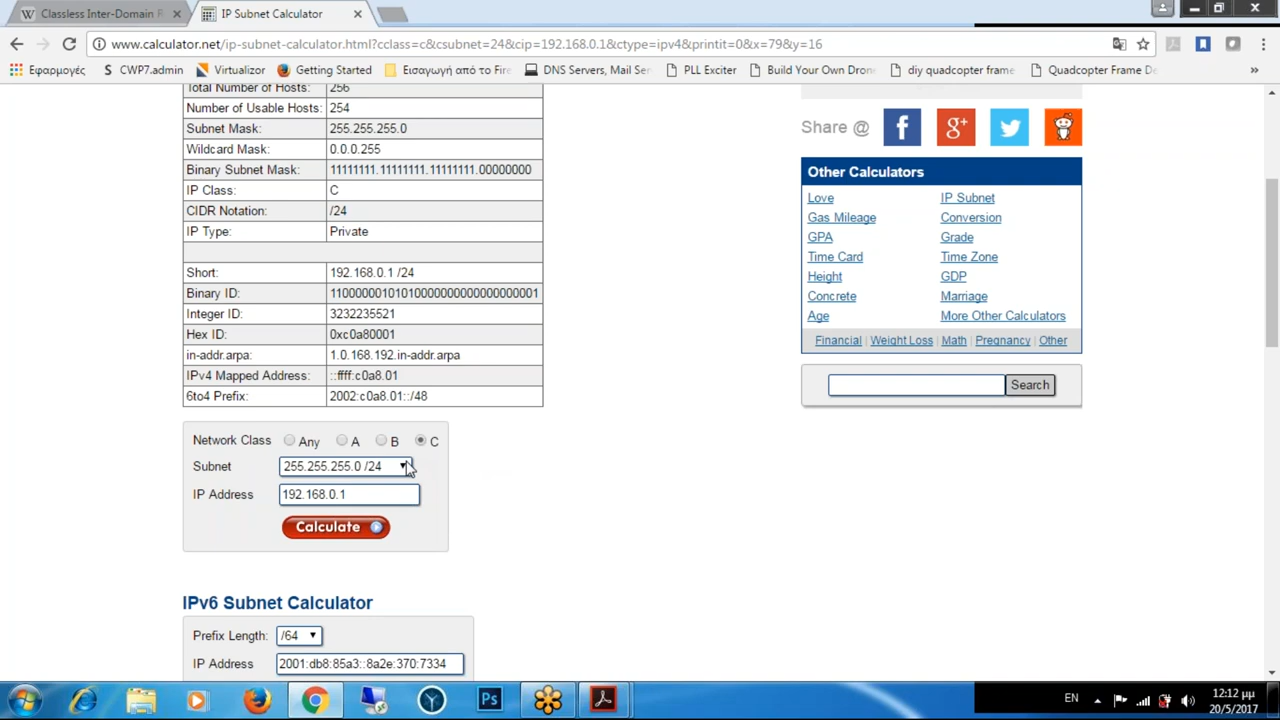 Classless Inter-Domain R
IP Subnet Calculator
www.calculator.net/ip-subnet-calculator.html?cclass=c&csubnet=24&cip=192.168.0.1&ctype=ipv4&printit=0&x=79&y=16
Εφαρμογές
CWP7.admin
Virtualizor
Getting Started
Εισαγωγή από το Fire
DNS Servers, Mail Ser
PLL Exciter
Build Your Own Dron
diy quadcopter frame
Quadcopter Frame De
»
Total Number of Hosts: 256
Number of Usable Hosts: 254
Subnet Mask: 255.255.255.0
Wildcard Mask: 0.0.0.255
Binary Subnet Mask: 11111111.11111111.11111111.00000000
IP Class: C
CIDR Notation: /24
IP Type: Private
Short: 192.168.0.1 /24
Binary ID: 11000000101010000000000000000001
Integer ID: 3232235521
Hex ID: 0xc0a80001
in-addr.arpa: 1.0.168.192.in-addr.arpa
IPv4 Mapped Address: ::ffff:c0a8.01
6to4 Prefix: 2002:c0a8.01::/48
Network Class Any A B C
Subnet 255.255.255.0 /24
IP Address 192.168.0.1
Calculate
IPv6 Subnet Calculator
Prefix Length: /64
IP Address 2001:db8:85a3::8a2e:370:7334
Share @
f
g+
Other Calculators
Love IP Subnet
Gas Mileage Conversion
GPA Grade
Time Card Time Zone
Height GDP
Concrete Marriage
Age More Other Calculators
Financial | Weight Loss | Math | Pregnancy | Other
Search
Ps
EN
12:12 μμ
20/5/2017